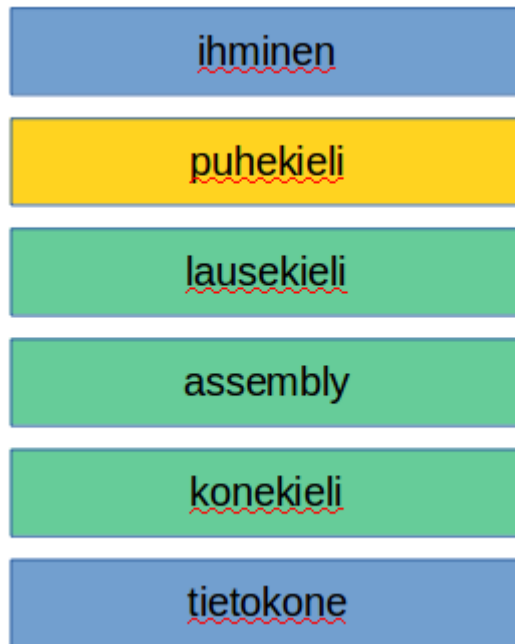 ihminen
puhekieli
lausekieli
assembly
konekieli
tietokone